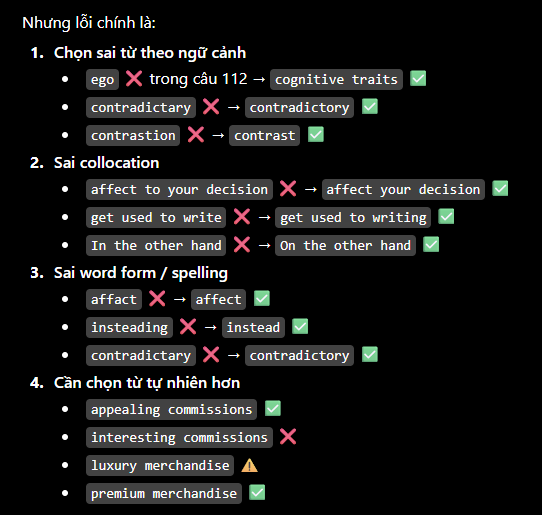 Nhưng lỗi chính là:
1. Chọn sai từ theo ngữ cảnh
• ego ❌ trong câu 112 → cognitive traits ✅
• contradictary ❌ → contradictory ✅
• contrastion ❌ → contrast ✅
2. Sai collocation
• affect to your decision ❌ → affect your decision ✅
• get used to write ❌ → get used to writing ✅
• In the other hand ❌ → On the other hand ✅
3. Sai word form / spelling
• affact ❌ → affect ✅
• insteading ❌ → instead ✅
• contradictary ❌ → contradictory ✅
4. Cần chọn từ tự nhiên hơn
• appealing commissions ✅
• interesting commissions ❌
• luxury merchandise ⚠️
• premium merchandise ✅